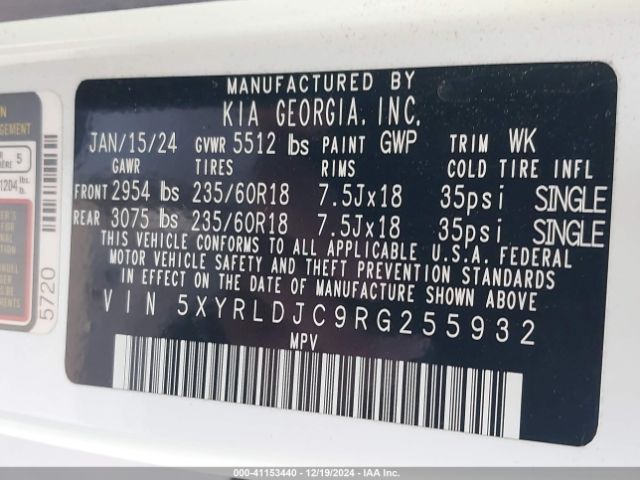 MANUFACTURED BY
KIA GEORGIA. INC.
JAN/15/24 GVWR 5512 lbs PAINT GWP TRIM WK
GAWR TIRES RIMS COLD TIRE INFL
FRONT 2954 lbs 235/60R18 7.5Jx18 35psi SINGLE
REAR 3075 lbs 235/60R18 7.5Jx18 35psi SINGLE
THIS VEHICLE CONFORMS TO ALL APPLICABLE U.S.A. FEDERAL
MOTOR VEHICLE SAFETY AND THEFT PREVENTION STANDARDS
IN EFFECT ON THE DATE OF MANUFACTURE SHOWN ABOVE
VIN 5XYRLDJC9RG255932
MPV
5
1204 lbs.
5720
000-41153440 - 12/19/2024 - IAA Inc.